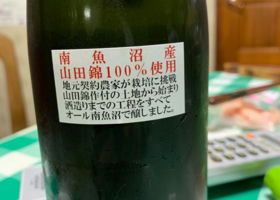 南魚沼産
山田錦100%使用
地元契約農家が栽培に挑戦
山田錦作付の土地から始まり
酒造りまでの工程をすべて
オール南魚沼で醸しました。